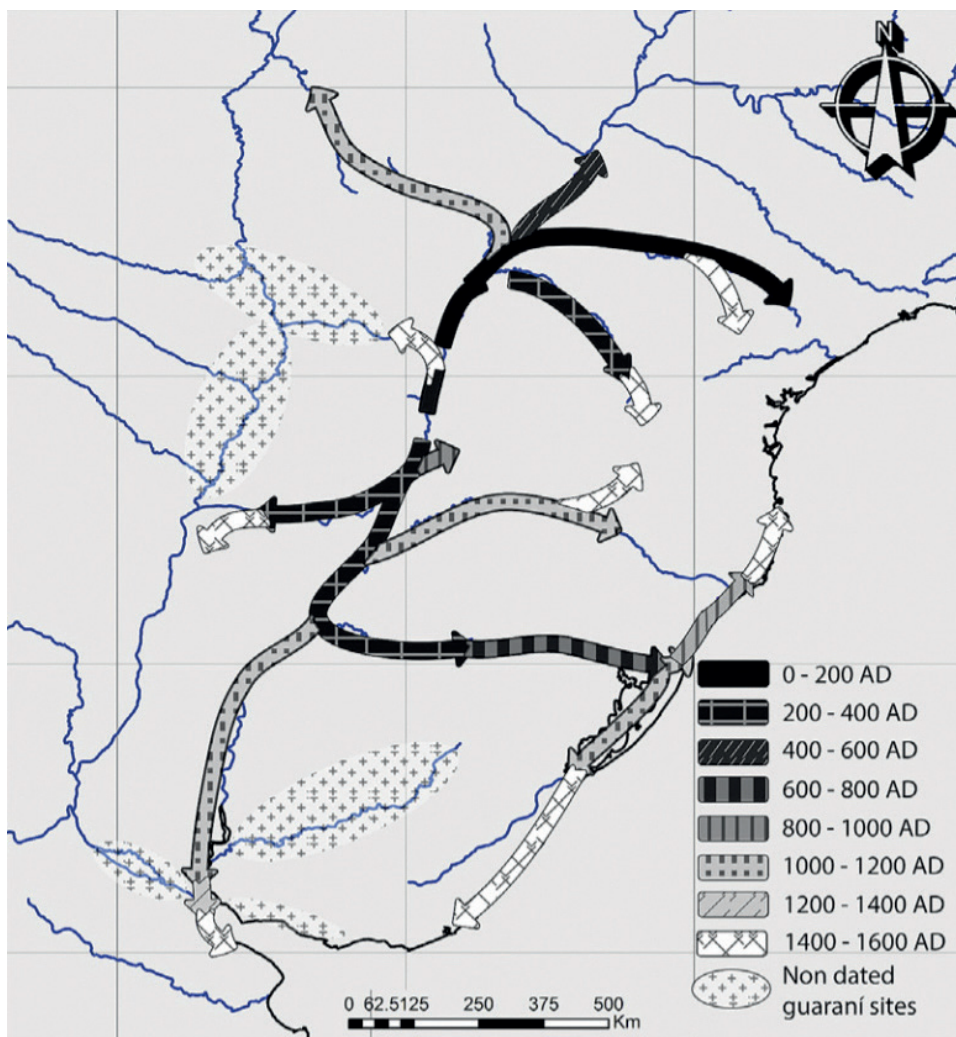 N
0 - 200 AD
200 - 400 AD
400 - 600 AD
600 - 800 AD
800 - 1000 AD
1000 - 1200 AD
1200 - 1400 AD
1400 - 1600 AD
Non dated
guaraní sites
0 62.5125 250 375 500
Km